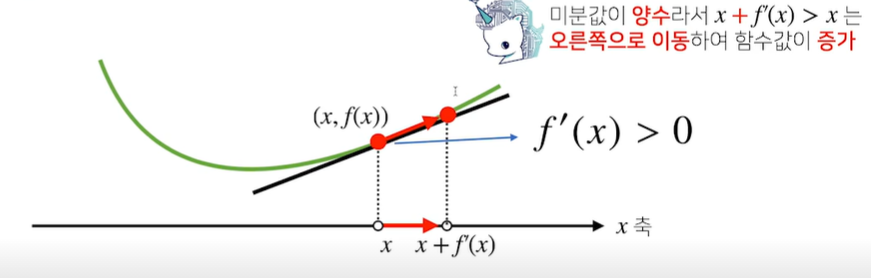 미분값이 양수라서 x + f'(x) > x 는
오른쪽으로 이동하여 함수값이 증가
(x, f(x))
f'(x) > 0
x 축
x x + f'(x)